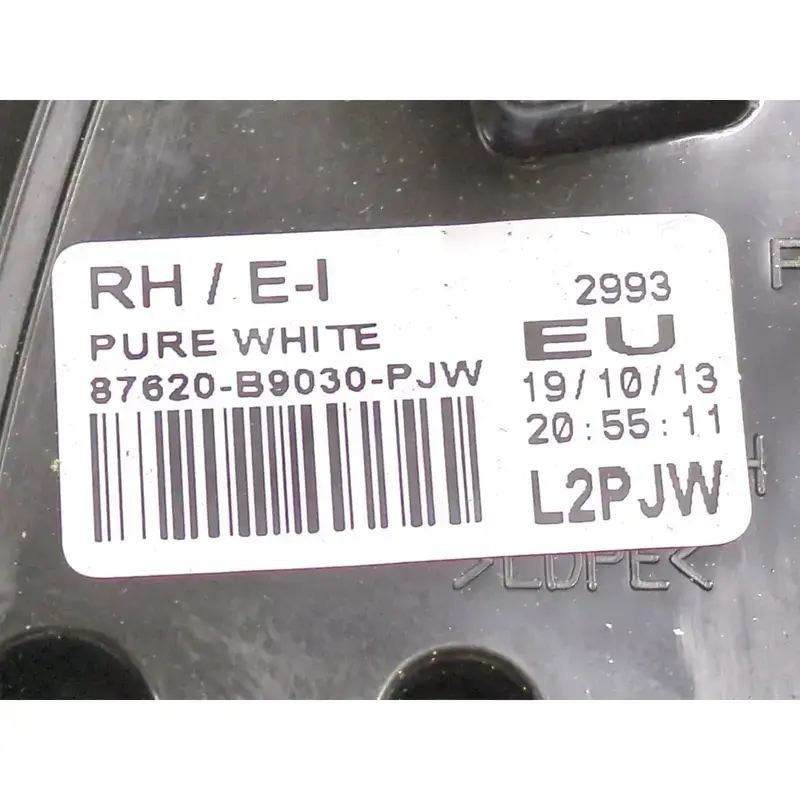 RH / E-I
PURE WHITE
87620-B9030-PJW
2993
EU
19/10/13
20:55:11
L2PJW
>LDPE<